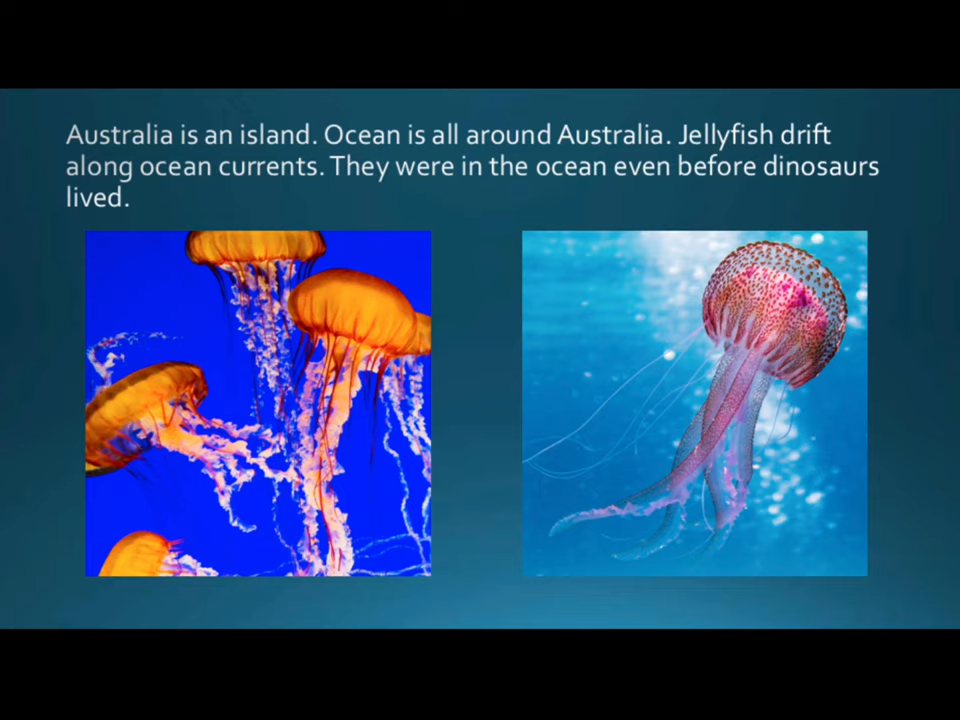 Australia is an island. Ocean is all around Australia. Jellyfish drift
along ocean currents. They were in the ocean even before dinosaurs
lived.